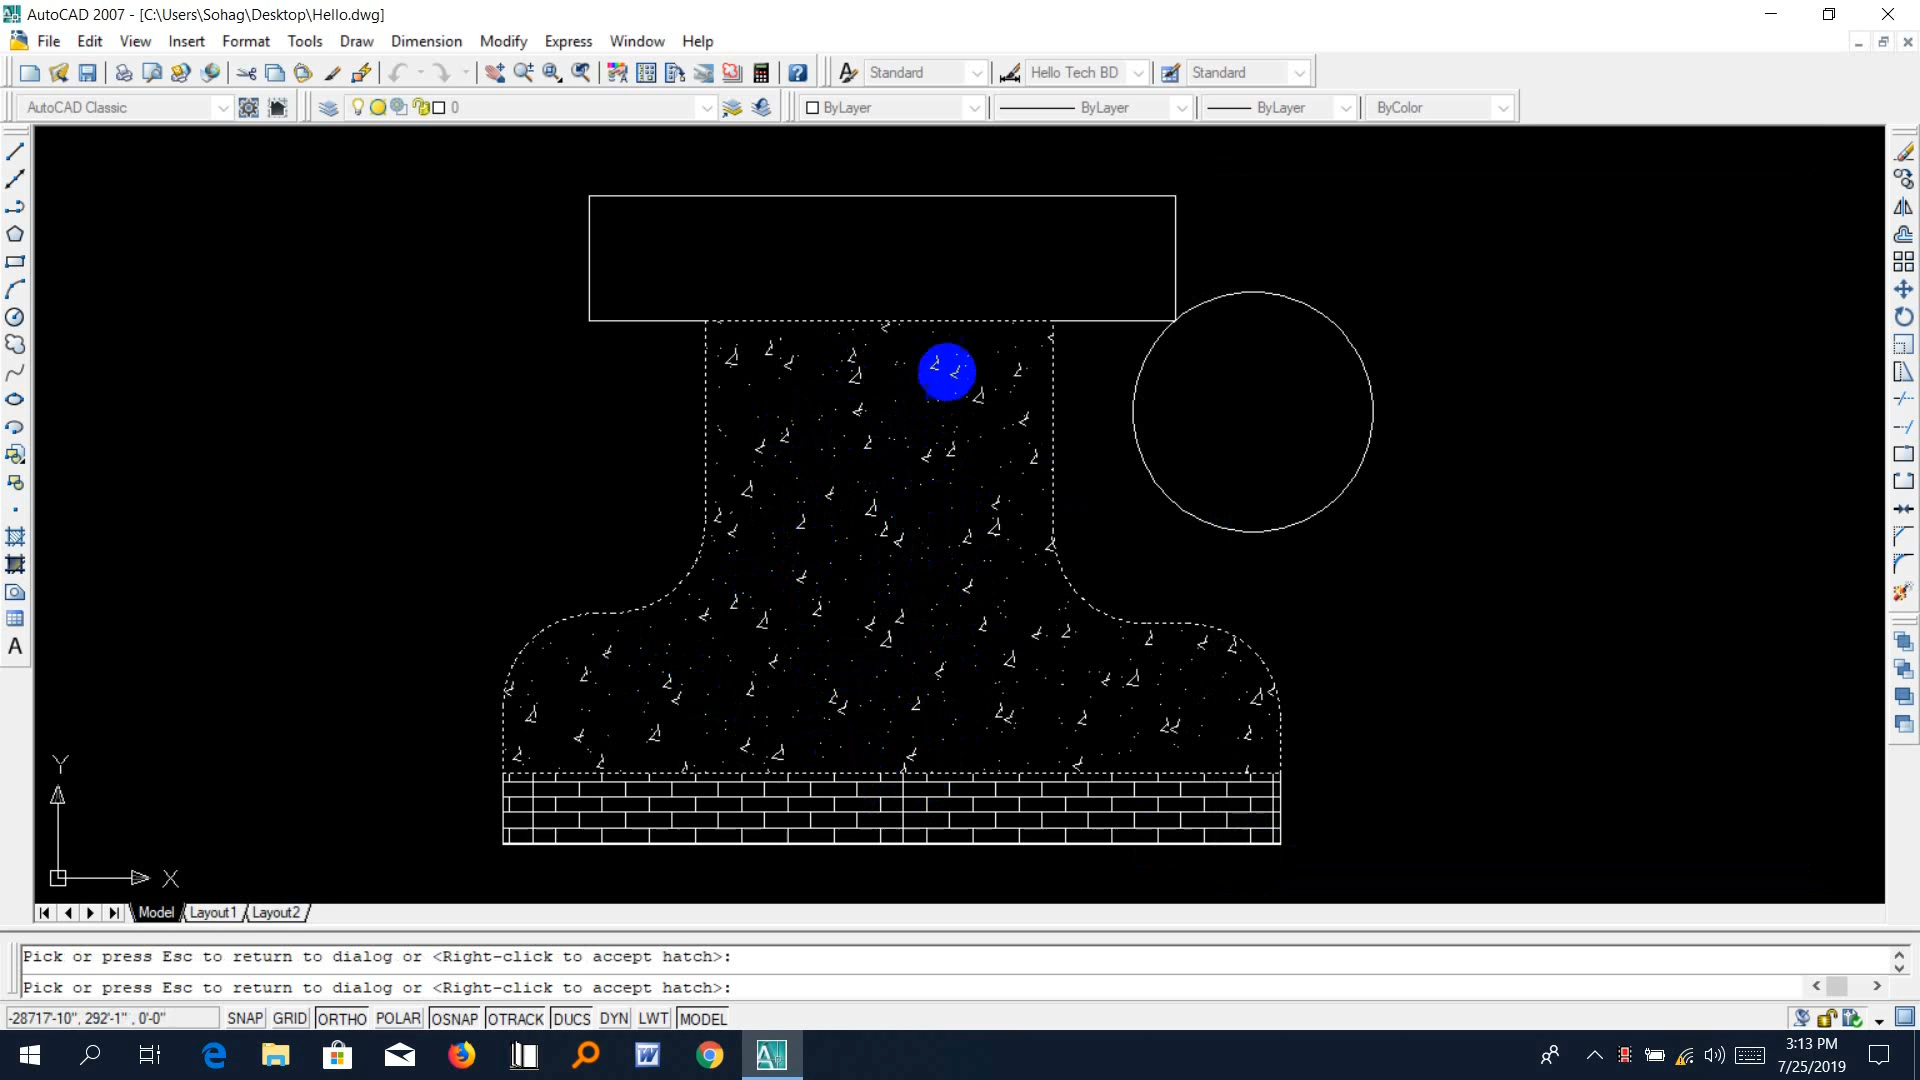 AutoCAD 2007 - [C:\Users\Sohag\Desktop\Hello.dwg]
File Edit View Insert Format Tools Draw Dimension Modify Express Window Help
Standard Hello Tech BD Standard
AutoCAD Classic 0 ByLayer ByLayer ByLayer ByColor
A
Y
X
Model Layout1 Layout2
Pick or press Esc to return to dialog or <Right-click to accept hatch>:
Pick or press Esc to return to dialog or <Right-click to accept hatch>:
-28717'-10", 292'-1" , 0'-0" SNAP GRID ORTHO POLAR OSNAP OTRACK DUCS DYN LWT MODEL
3:13 PM
7/25/2019